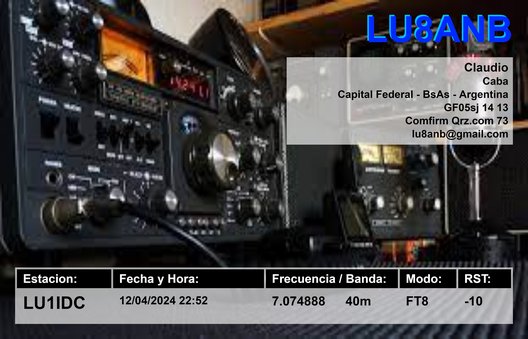 LU8ANB
Claudio
Caba
Capital Federal - BsAs - Argentina
GF05sj 14 13
Comfirm Qrz.com 73
lu8anb@gmail.com
Estacion: Fecha y Hora: Frecuencia / Banda: Modo: RST:
LU1IDC 12/04/2024 22:52 7.074888 40m FT8 -10